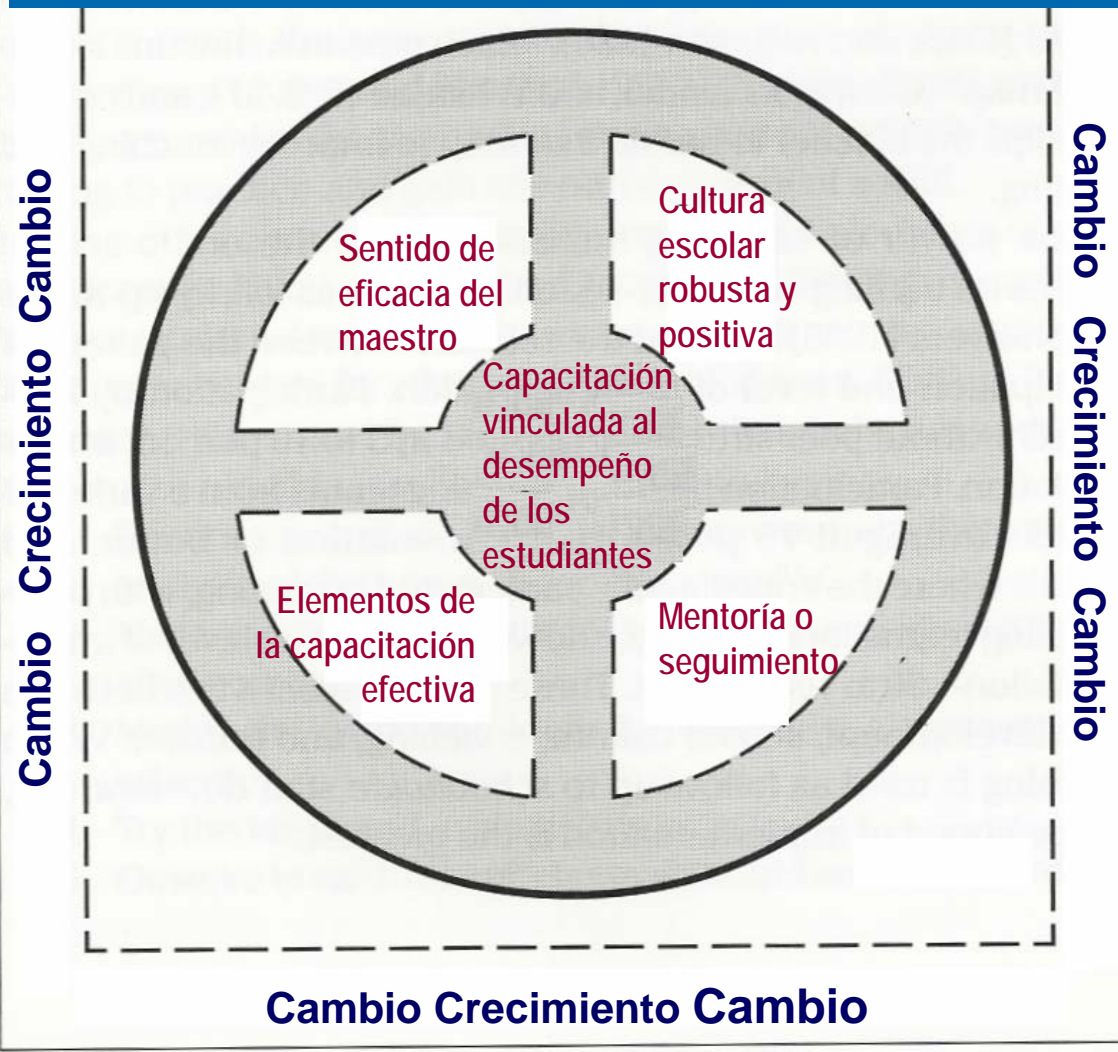 Cambio Crecimiento Cambio
Sentido de
eficacia del
maestro
Cultura
escolar
robusta y
positiva
Capacitación
vinculada al
desempeño
de los
estudiantes
Elementos de
la capacitación
efectiva
Mentoría o
seguimiento
Cambio Crecimiento Cambio
Cambio Crecimiento Cambio